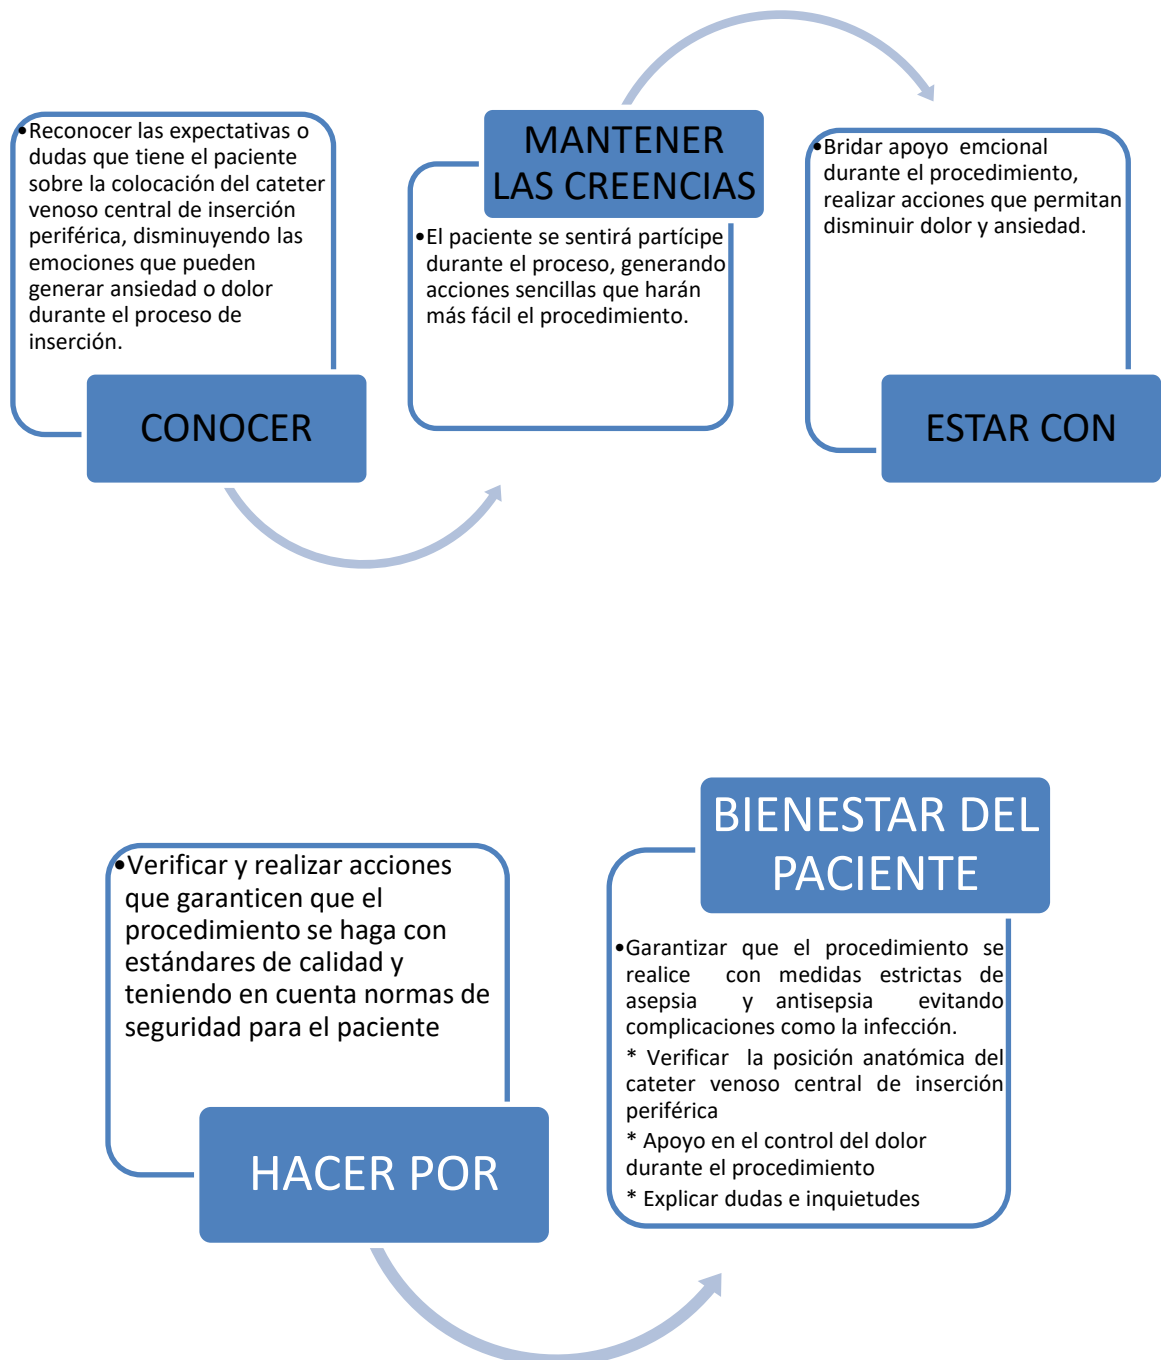 •Reconocer las expectativas o
dudas que tiene el paciente
sobre la colocación del cateter
venoso central de inserción
periférica, disminuyendo las
emociones que pueden
generar ansiedad o dolor
durante el proceso de
inserción.
CONOCER
MANTENER
LAS CREENCIAS
•El paciente se sentirá partícipe
durante el proceso, generando
acciones sencillas que harán
más fácil el procedimiento.
•Bridar apoyo emcional
durante el procedimiento,
realizar acciones que permitan
disminuir dolor y ansiedad.
ESTAR CON
•Verificar y realizar acciones
que garanticen que el
procedimiento se haga con
estándares de calidad y
teniendo en cuenta normas de
seguridad para el paciente
HACER POR
BIENESTAR DEL
PACIENTE
•Garantizar que el procedimiento se
realice con medidas estrictas de
asepsia y antisepsia evitando
complicaciones como la infección.
* Verificar la posición anatómica del
cateter venoso central de inserción
periférica
* Apoyo en el control del dolor
durante el procedimiento
* Explicar dudas e inquietudes